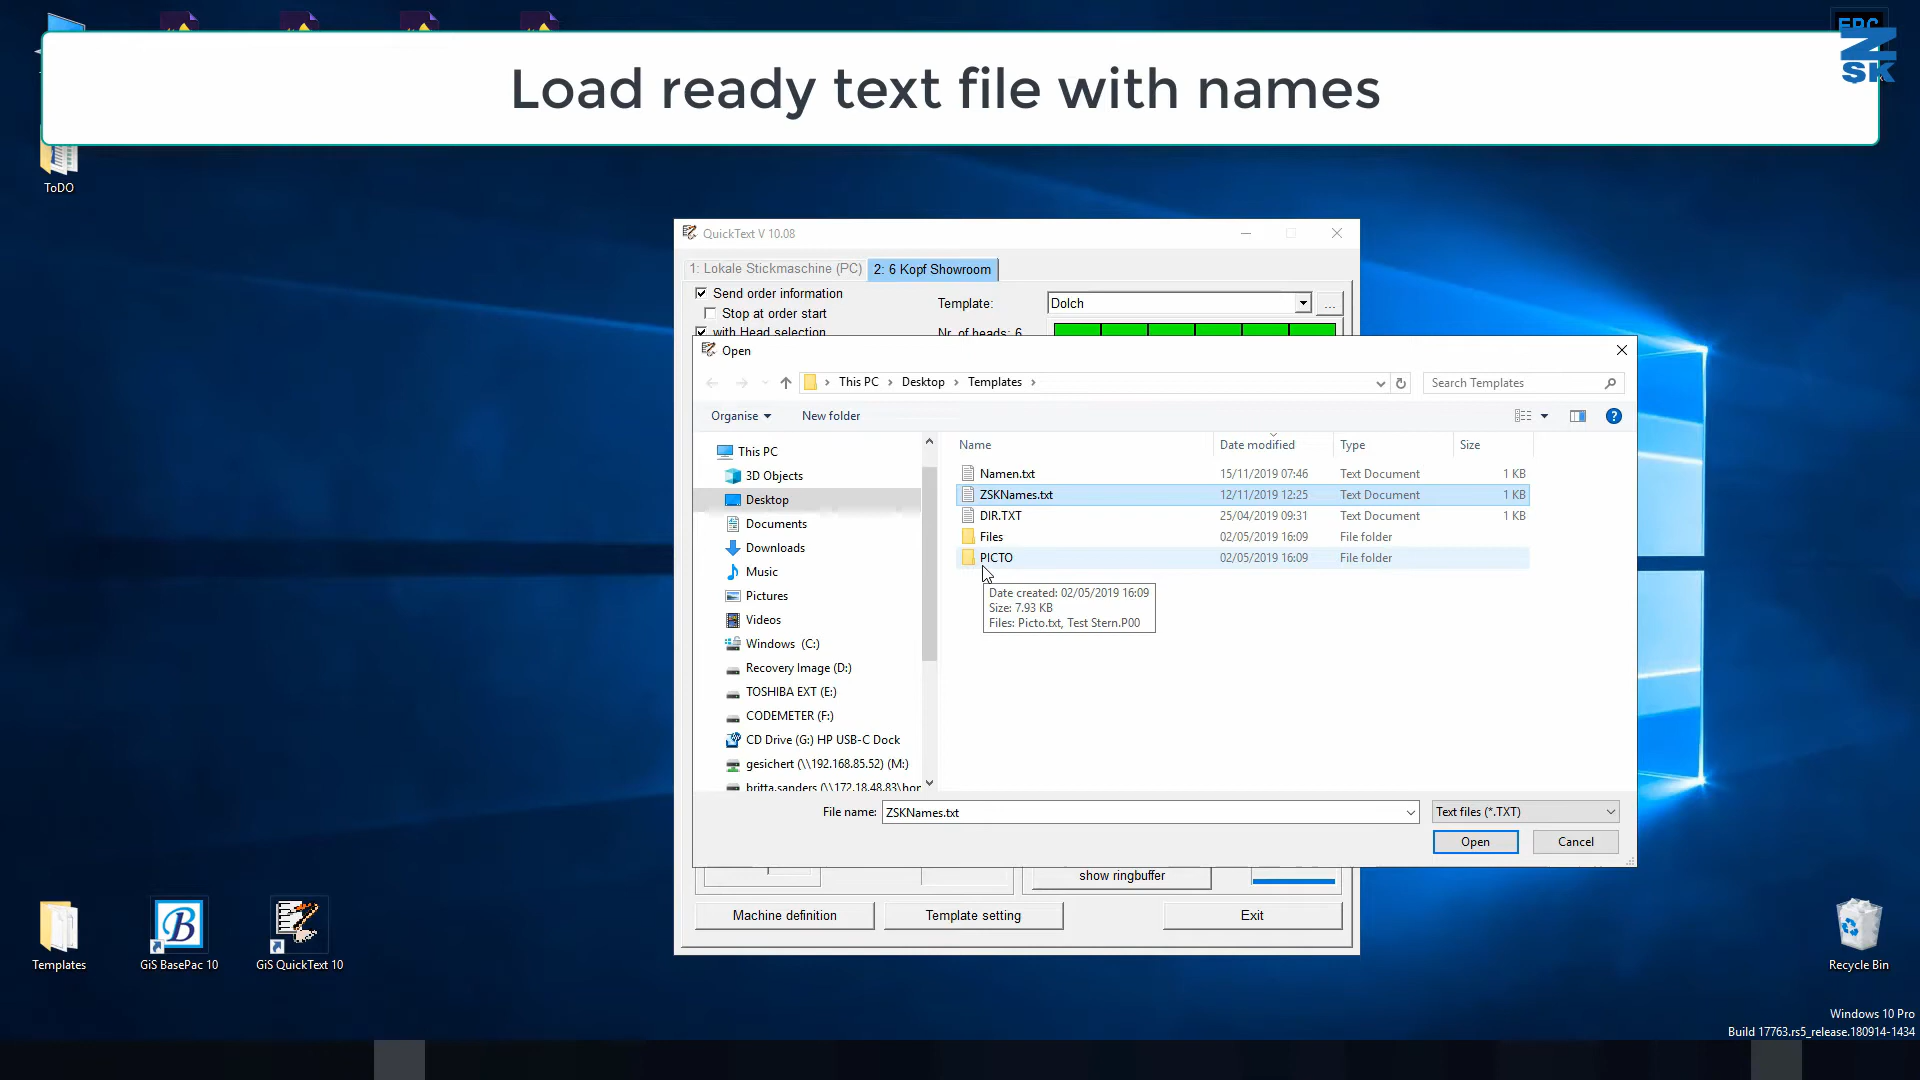 EPC
Z
SK
Load ready text file with names
ToDO
QuickText V 10.08
1: Lokale Stickmaschine (PC)
2: 6 Kopf Showroom
Send order information
Template:
Dolch
...
Stop at order start
with Head selection
Nr. of heads: 6
Open
This PC
Desktop
Templates
Search Templates
Organise
New folder
?
This PC
3D Objects
Desktop
Documents
Downloads
Music
Pictures
Videos
Windows (C:)
Recovery Image (D:)
TOSHIBA EXT (E:)
CODEMETER (F:)
CD Drive (G:) HP USB-C Dock
gesichert (\\192.168.85.52) (M:)
britta.sanders (\\172.18.48.83\hor
Name Date modified Type Size
Namen.txt 15/11/2019 07:46 Text Document 1 KB
ZSKNames.txt 12/11/2019 12:25 Text Document 1 KB
DIR.TXT 25/04/2019 09:31 Text Document 1 KB
Files 02/05/2019 16:09 File folder
PICTO 02/05/2019 16:09 File folder
Date created: 02/05/2019 16:09
Size: 7.93 KB
Files: Picto.txt, Test Stern.P00
File name:
ZSKNames.txt
Text files (*.TXT)
Open
Cancel
show ringbuffer
Machine definition
Template setting
Exit
Templates
B
GiS BasePac 10
GiS QuickText 10
Recycle Bin
Windows 10 Pro
Build 17763.rs5_release.180914-1434